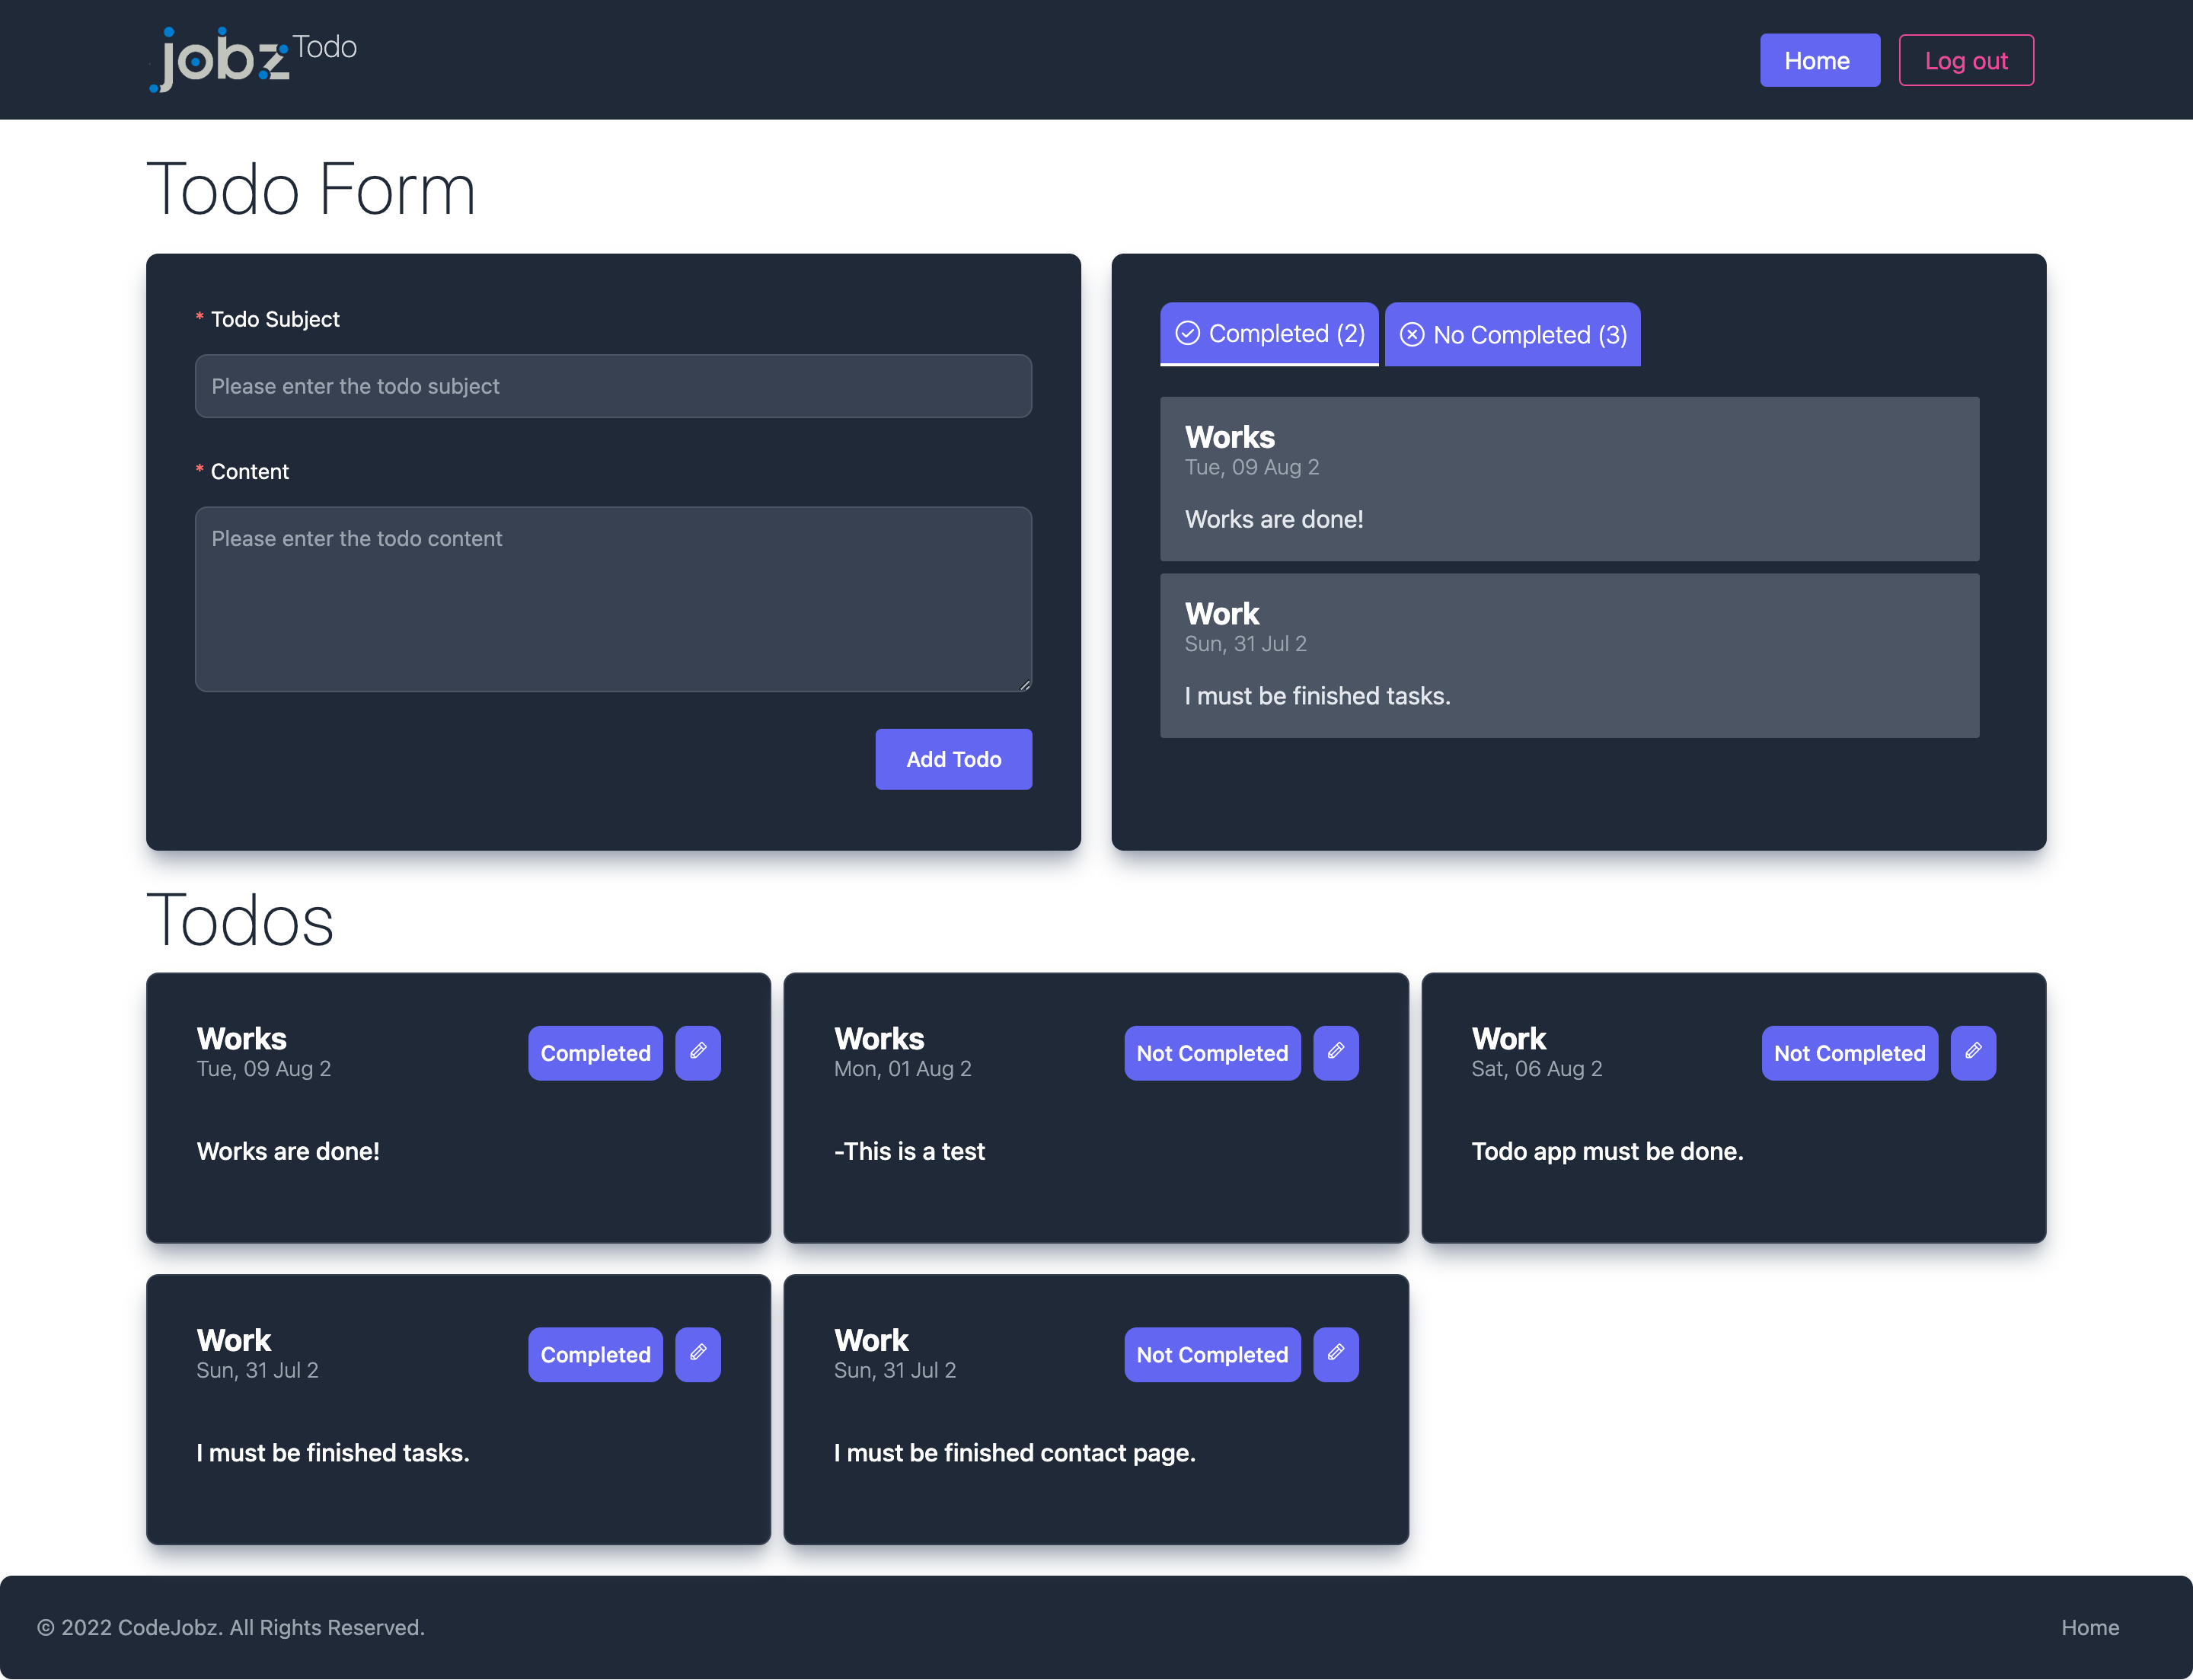 jobz Todo
Home
Log out
Todo Form
* Todo Subject
Please enter the todo subject
* Content
Please enter the todo content
Add Todo
Completed (2)
No Completed (3)
Works
Tue, 09 Aug 2
Works are done!
Work
Sun, 31 Jul 2
I must be finished tasks.
Todos
Works
Tue, 09 Aug 2
Completed
Works are done!
Works
Mon, 01 Aug 2
Not Completed
-This is a test
Work
Sat, 06 Aug 2
Not Completed
Todo app must be done.
Work
Sun, 31 Jul 2
Completed
I must be finished tasks.
Work
Sun, 31 Jul 2
Not Completed
I must be finished contact page.
© 2022 CodeJobz. All Rights Reserved.
Home